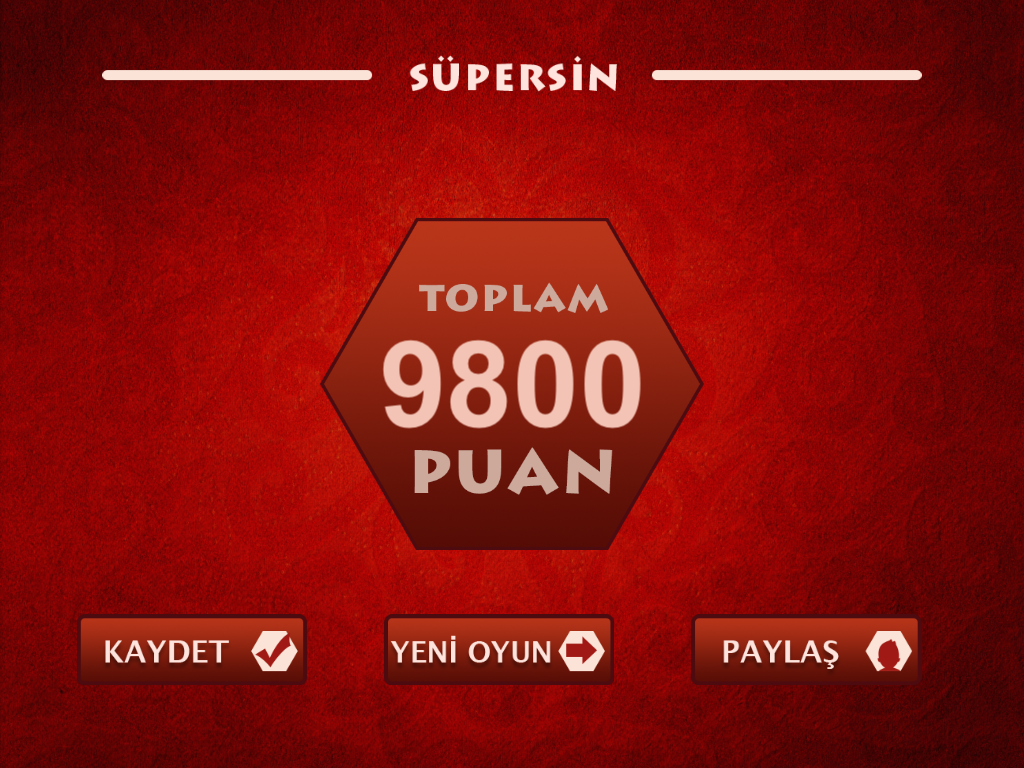 SÜPERSİN
TOPLAM
9800
PUAN
KAYDET
YENİ OYUN
PAYLAŞ